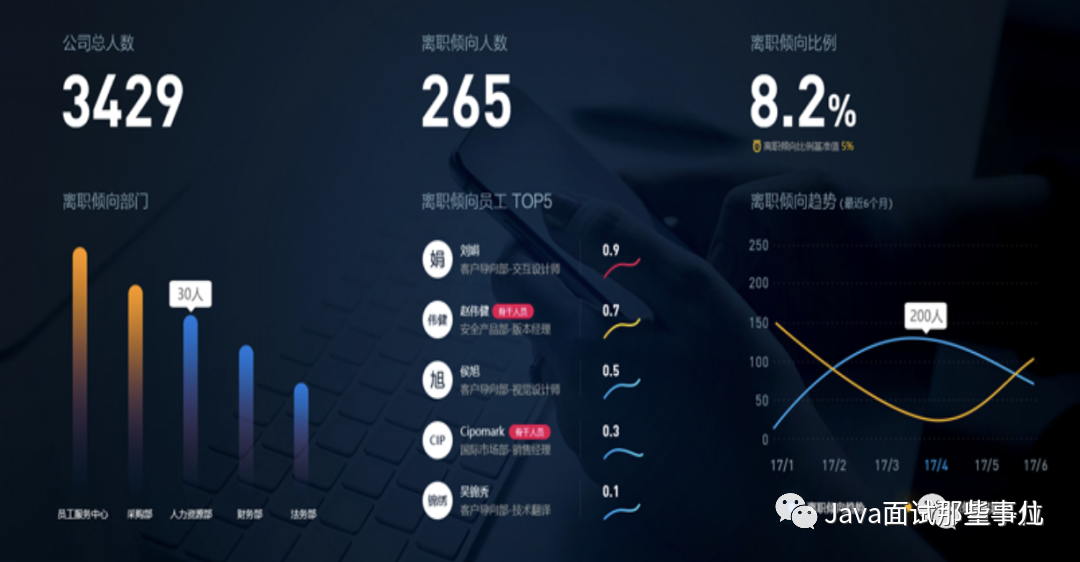 公司总人数
3429
离职倾向人数
265
离职倾向比例
8.2%
离职倾向比例基准值 5%
离职倾向部门
30人
员工服务中心
采购部
人力资源部
财务部
法务部
离职倾向员工 TOP5
娟
刘娟
客户导向部-交互设计师
0.9
伟健
赵伟健
骨干人员
安全产品部-版本经理
0.7
旭
侯旭
客户导向部-视觉设计师
0.5
CIP
Cipomark
骨干人员
国际市场部-销售经理
0.3
锦绣
吴锦秀
客户导向部-技术翻译
0.1
离职倾向趋势 (最近6个月)
250
200
150
100
50
0
200人
17/1
17/2
17/3
17/4
17/5
17/6
Java面试那些事儿